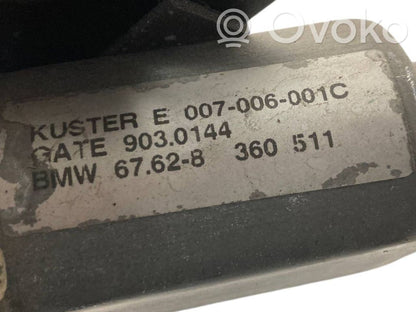 Ovoko
KUSTER E 007-006-001C
GATE 903.0144
BMW 67.62-8 360 511